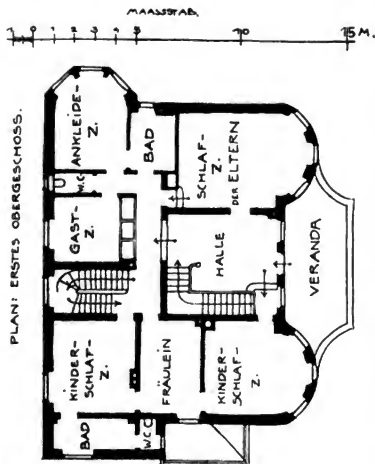 MAASSSTAB.
1 0 1 2 3 4 5 10 15 M.
PLAN: ERSTES OBERGESCHOSS.
ANKLEIDE-
Z.
BAD
W.C.
GAST-
Z.
SCHLAF-
Z.
DER ELTERN
HALLE
VERANDA
KINDER-
SCHLAF-
Z.
FRÄULEIN
KINDER-
SCHLAF-
Z.
BAD
W.C.